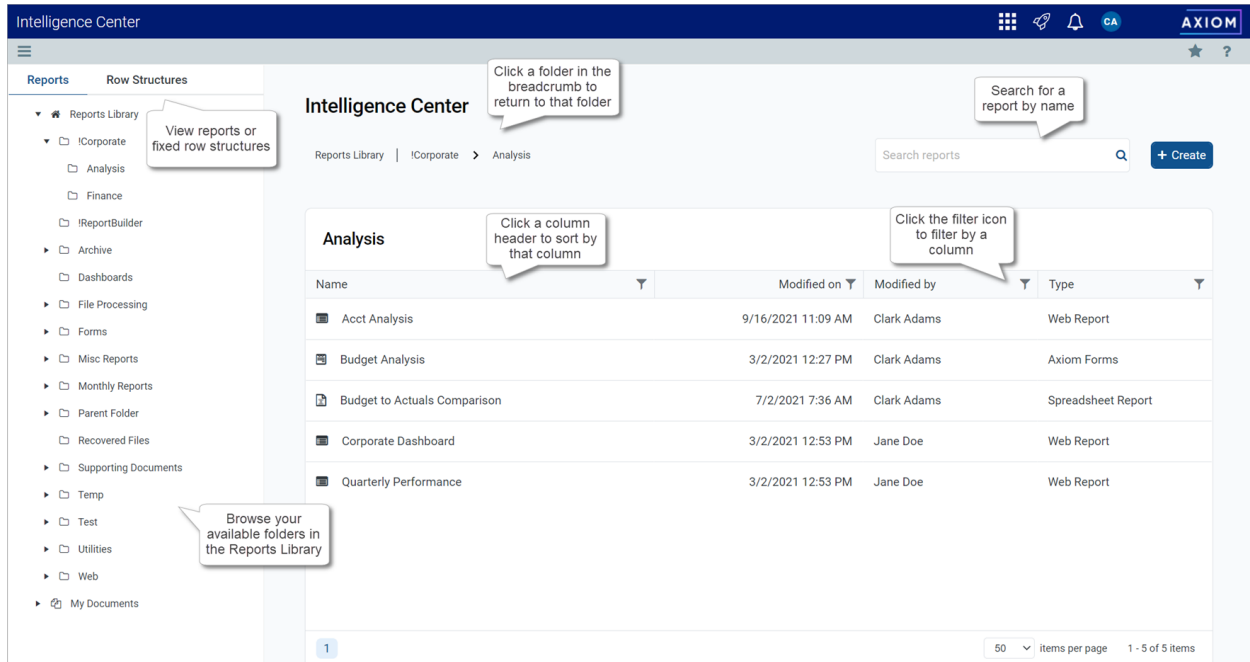 Intelligence Center
CA
AXIOM
?
Reports
Row Structures
Reports Library
!Corporate
Analysis
Finance
!ReportBuilder
Archive
Dashboards
File Processing
Forms
Misc Reports
Monthly Reports
Parent Folder
Recovered Files
Supporting Documents
Temp
Test
Utilities
Web
My Documents
View reports or
fixed row structures
Browse your
available folders in
the Reports Library
Intelligence Center
Click a folder in the
breadcrumb to
return to that folder
Search for a
report by name
Reports Library | !Corporate > Analysis
Search reports
+ Create
Analysis
Click a column
header to sort by
that column
Click the filter icon
to filter by a
column
Name Modified on Modified by Type
Acct Analysis 9/16/2021 11:09 AM Clark Adams Web Report
Budget Analysis 3/2/2021 12:27 PM Clark Adams Axiom Forms
Budget to Actuals Comparison 7/2/2021 7:36 AM Clark Adams Spreadsheet Report
Corporate Dashboard 3/2/2021 12:53 PM Jane Doe Web Report
Quarterly Performance 3/2/2021 12:53 PM Jane Doe Web Report
1
50 items per page 1 - 5 of 5 items